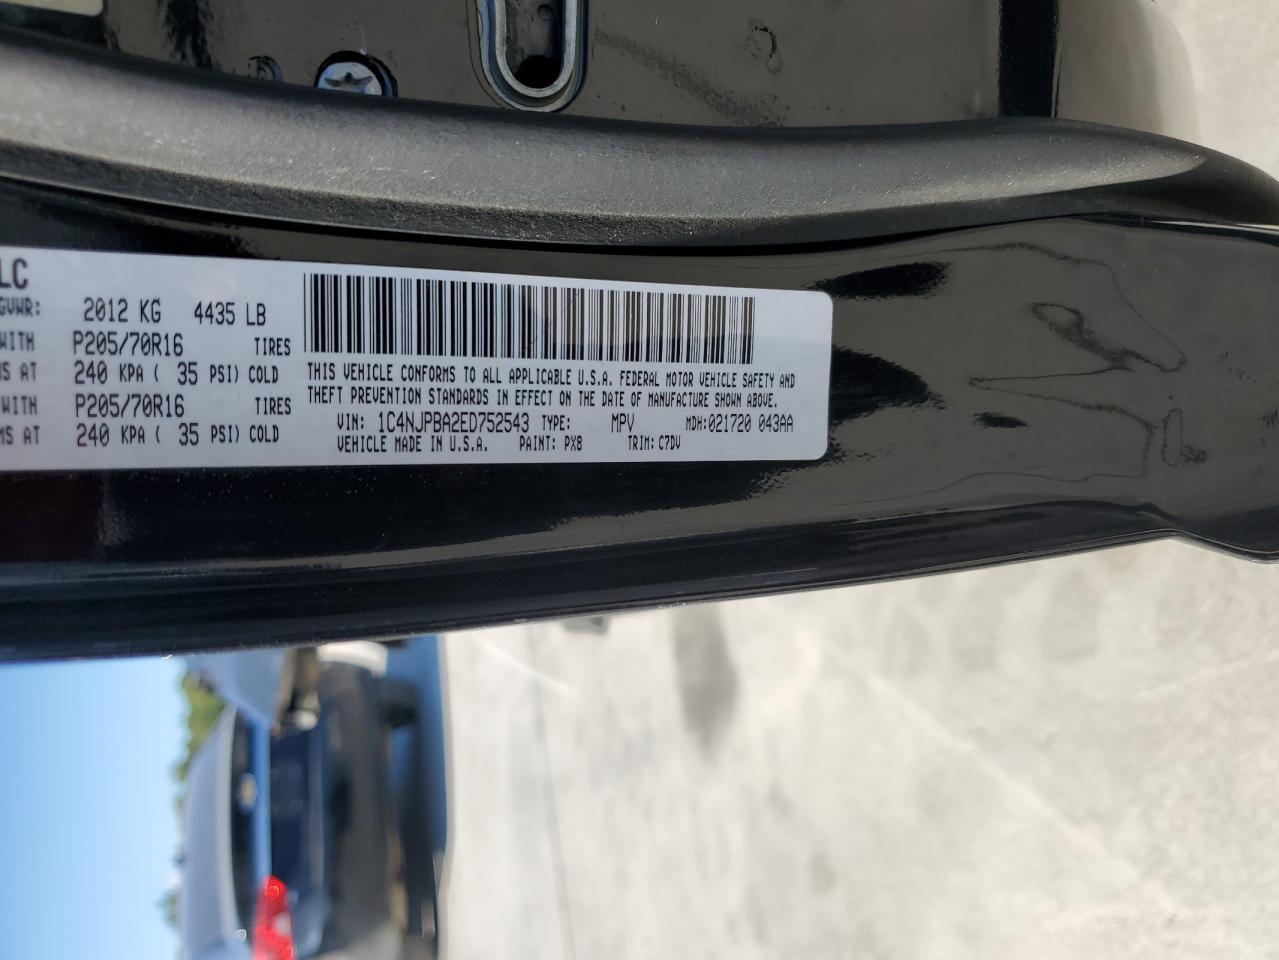 LC
GVWR: 2012 KG 4435 LB
WITH P205/70R16 TIRES
MS AT 240 KPA ( 35 PSI) COLD
WITH P205/70R16 TIRES
MS AT 240 KPA ( 35 PSI) COLD
THIS VEHICLE CONFORMS TO ALL APPLICABLE U.S.A. FEDERAL MOTOR VEHICLE SAFETY AND
THEFT PREVENTION STANDARDS IN EFFECT ON THE DATE OF MANUFACTURE SHOWN ABOVE.
VIN: 1C4NJPBA2ED752543 TYPE: MPV MDH:021720 043AA
VEHICLE MADE IN U.S.A. PAINT: PX8 TRIM: C7DV